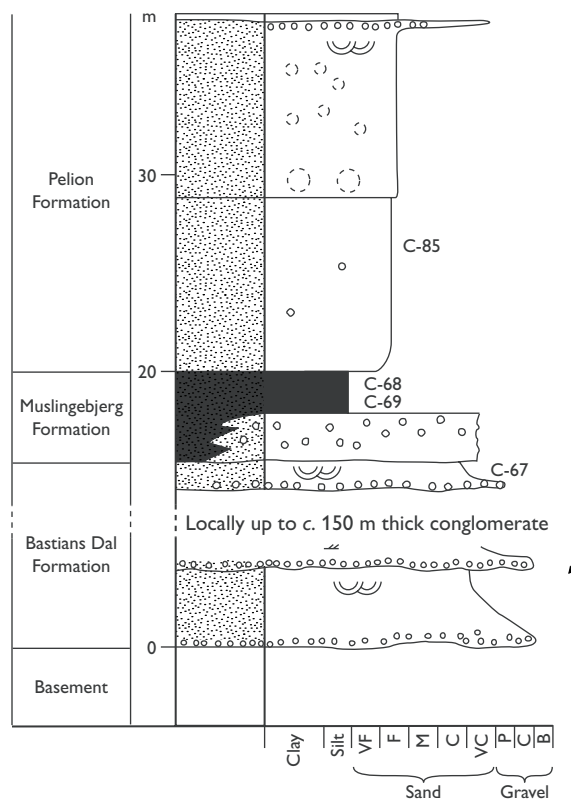 m
Pelion
Formation
30
C-85
20
Muslingebjerg
Formation
C-68
C-69
C-67
Locally up to c. 150 m thick conglomerate
Bastians Dal
Formation
0
Basement
Clay
Silt
VF
F
M
C
VC
P
C
B
Sand
Gravel